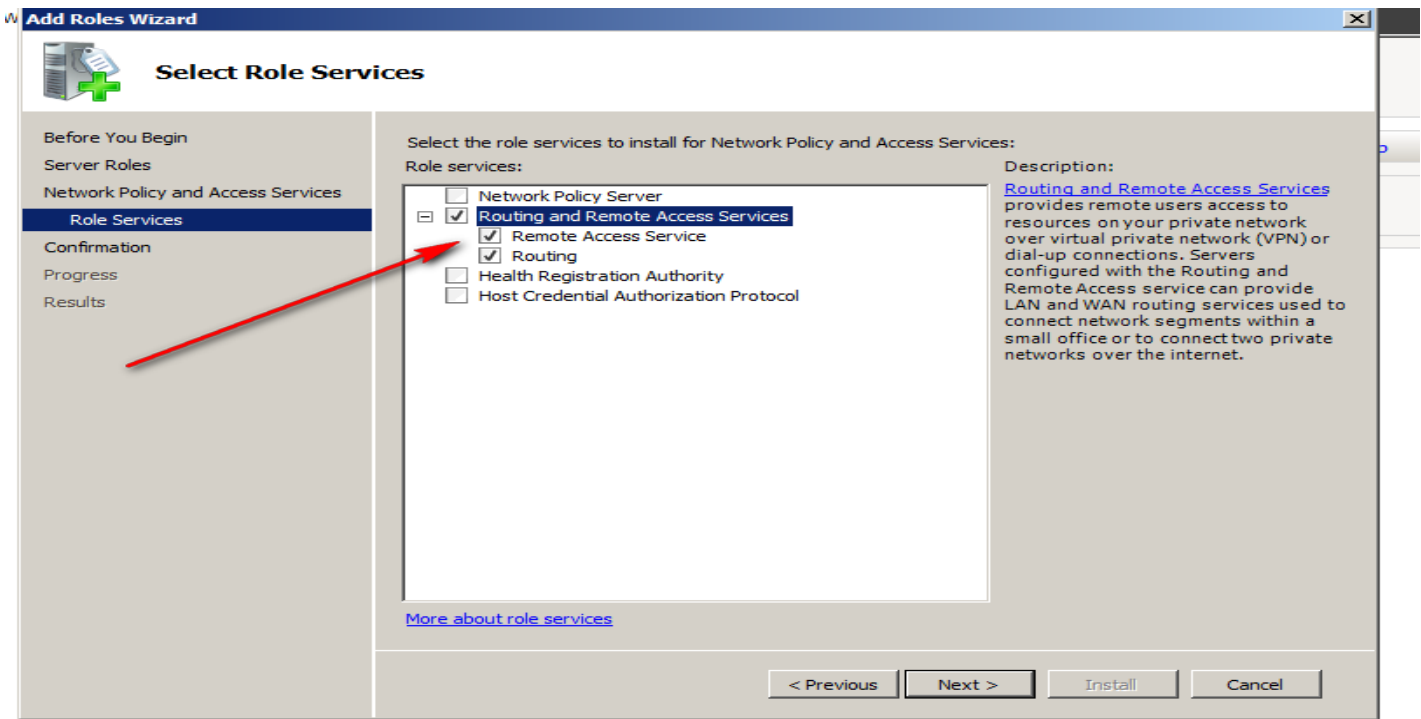 Add Roles Wizard
Select Role Services
Before You Begin
Server Roles
Network Policy and Access Services
Role Services
Confirmation
Progress
Results
Select the role services to install for Network Policy and Access Services:
Role services:
Network Policy Server
Routing and Remote Access Services
Remote Access Service
Routing
Health Registration Authority
Host Credential Authorization Protocol
More about role services
Description:
Routing and Remote Access Services
provides remote users access to
resources on your private network
over virtual private network (VPN) or
dial-up connections. Servers
configured with the Routing and
Remote Access service can provide
LAN and WAN routing services used to
connect network segments within a
small office or to connect two private
networks over the internet.
< Previous
Next >
Install
Cancel